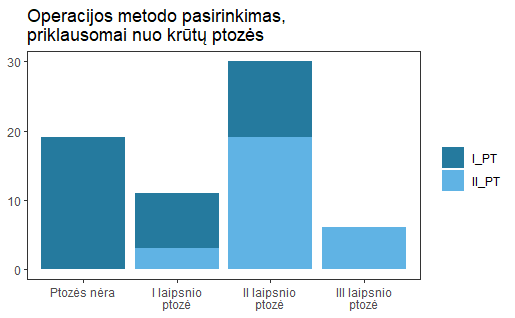 Operacijos metodo pasirinkimas,
priklausomai nuo krūtų ptozės
30
20
10
0
Ptozės nėra
I laipsnio
ptozė
II laipsnio
ptozė
III laipsnio
ptozė
I_PT
II_PT